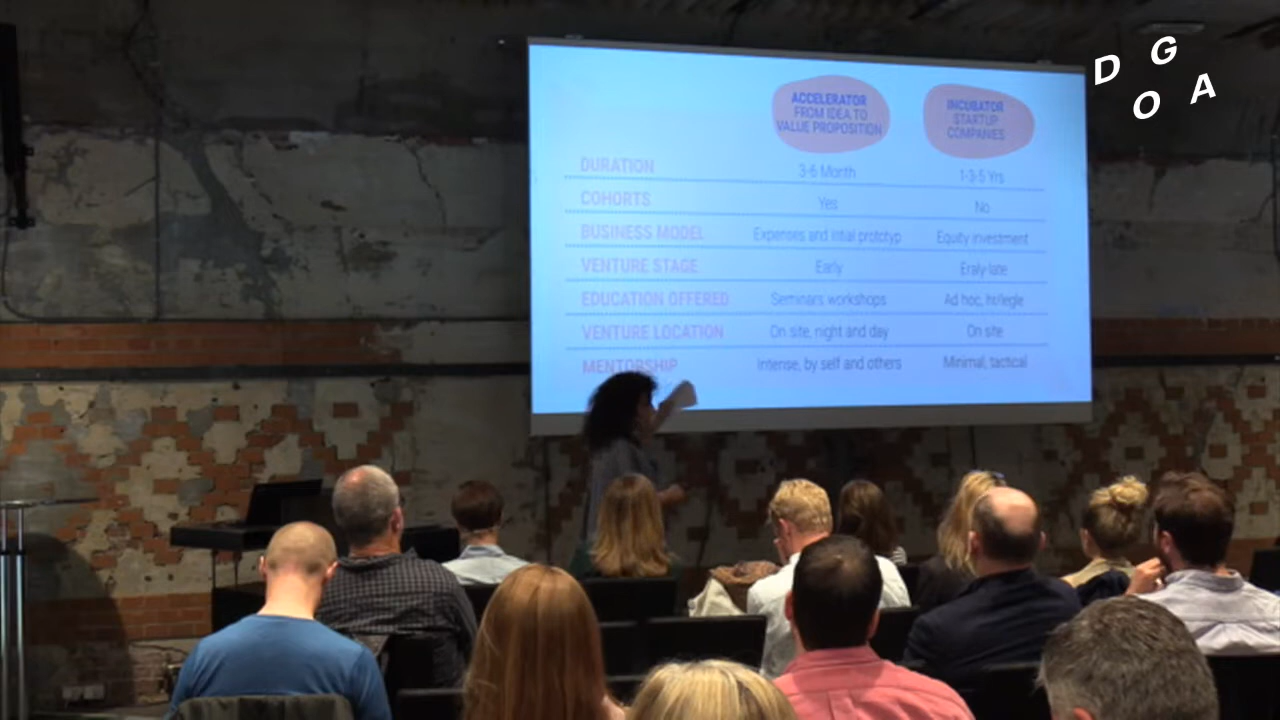 D G
O A
ACCELERATOR
FROM IDEA TO
VALUE PROPOSITION
INCUBATOR
STARTUP
COMPANIES
DURATION 3-6 Month 1-3-5 Yrs
COHORTS Yes No
BUSINESS MODEL Expenses and initial prototyp Equity investment
VENTURE STAGE Early Eraly-late
EDUCATION OFFERED Seminars workshops Ad hoc, hr/legle
VENTURE LOCATION On site, night and day On site
MENTORSHIP Intense, by self and others Minimal, tactical